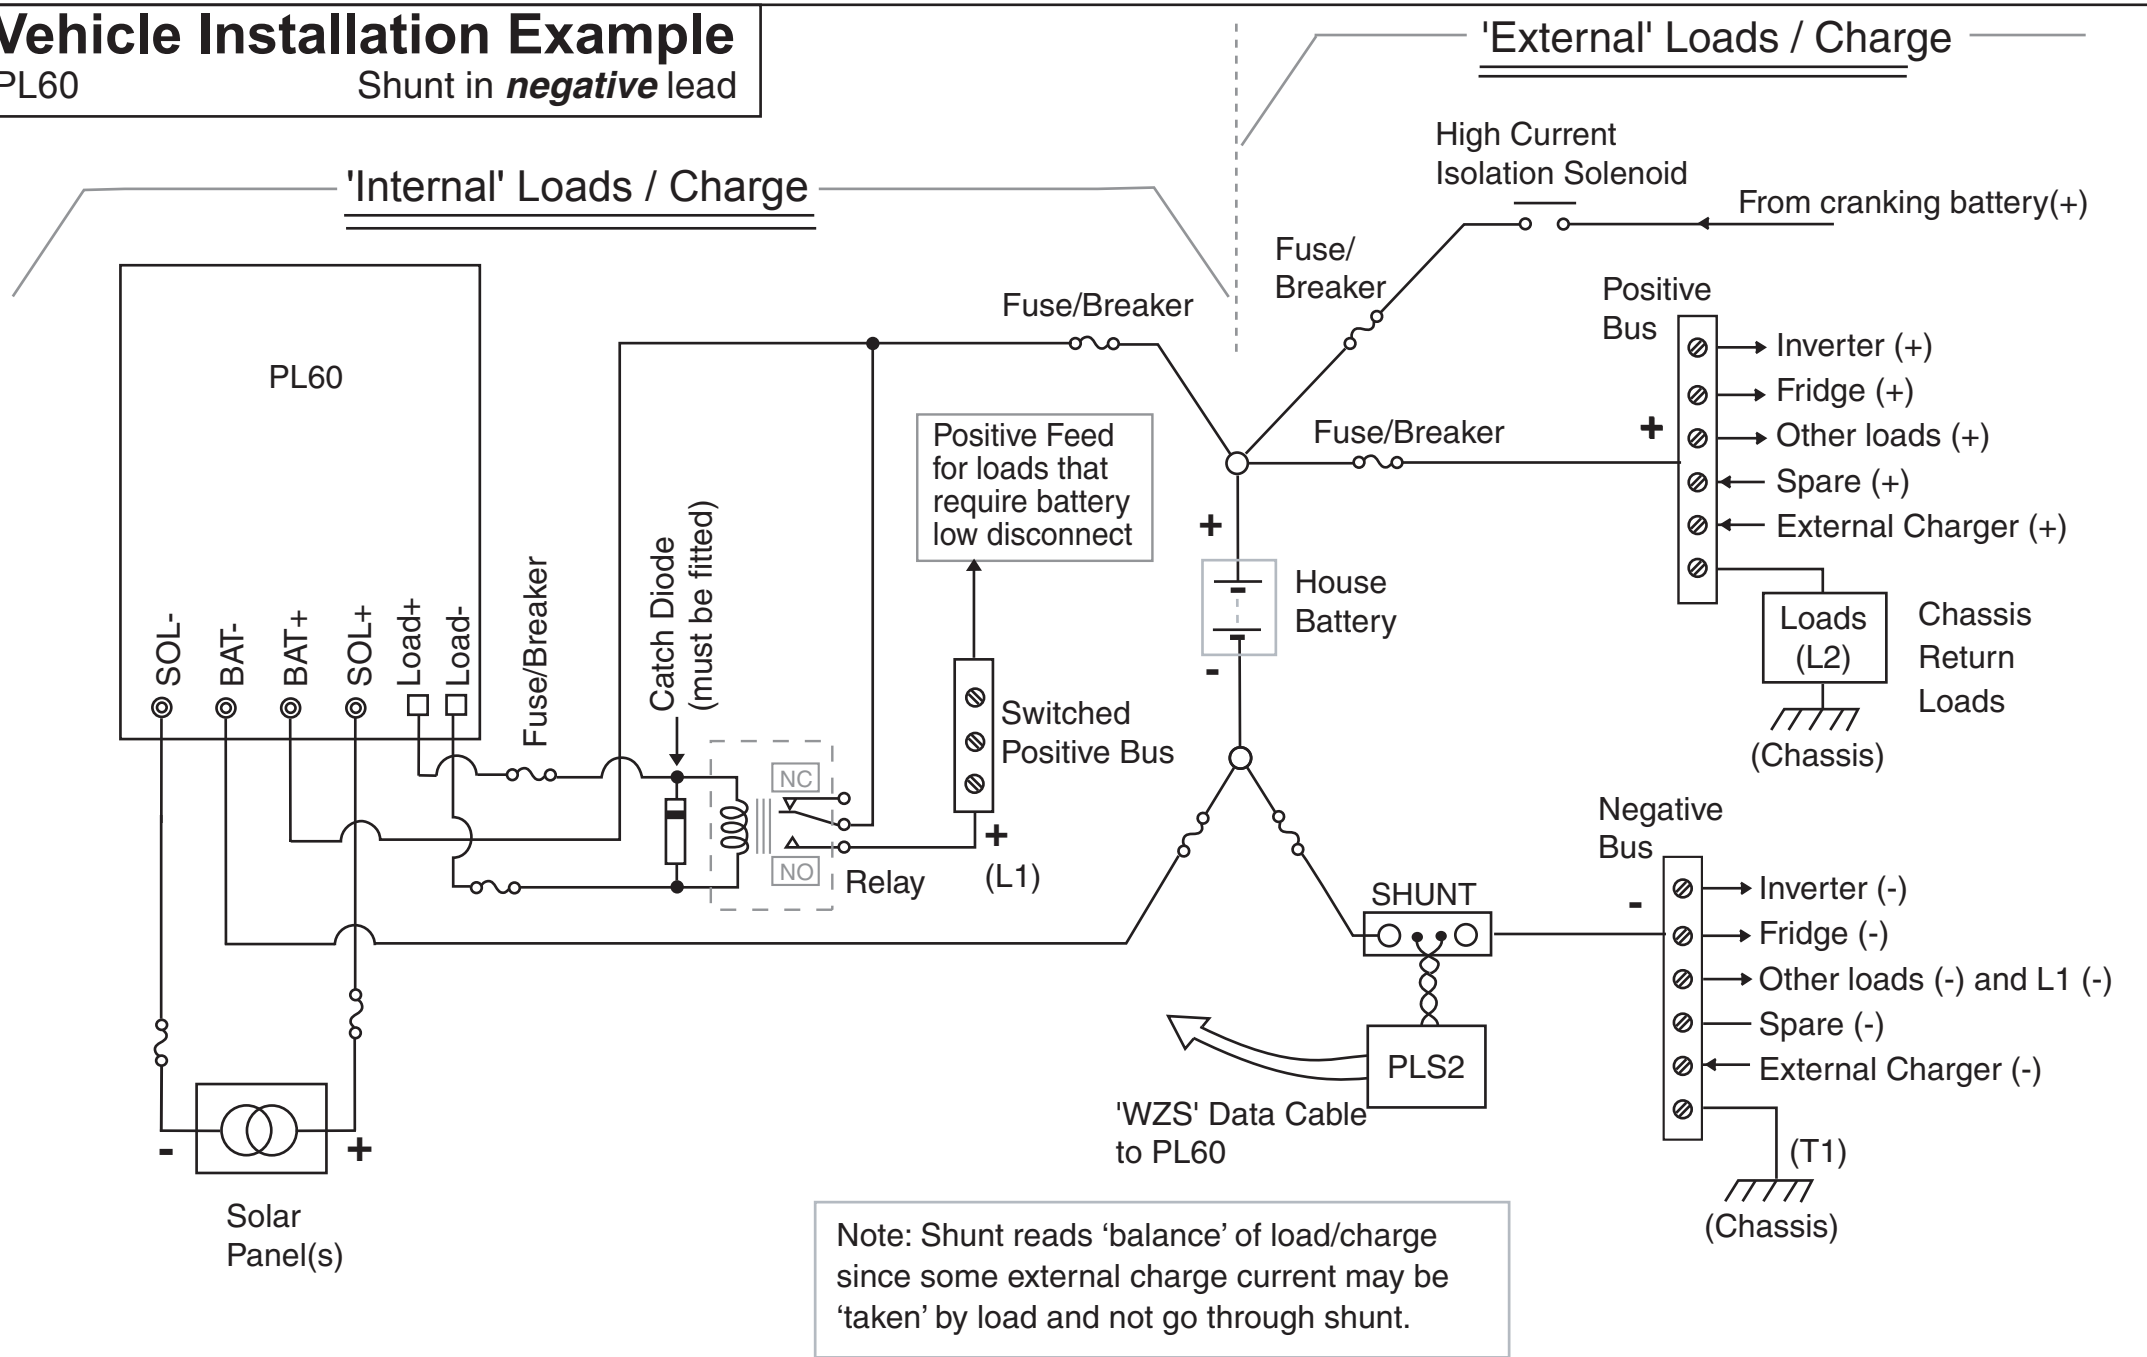 Vehicle Installation Example
PL60 Shunt in negative lead
'External' Loads / Charge
'Internal' Loads / Charge
High Current
Isolation Solenoid
From cranking battery(+)
Fuse/
Breaker
Fuse/Breaker
Positive
Bus
Inverter (+)
Fridge (+)
Other loads (+)
Spare (+)
External Charger (+)
+
Fuse/Breaker
PL60
Positive Feed
for loads that
require battery
low disconnect
+
House
Battery
-
Loads
(L2)
Chassis
Return
Loads
(Chassis)
SOL-
BAT-
BAT+
SOL+
Load+
Load-
Fuse/Breaker
Catch Diode
(must be fitted)
NC
NO
Relay
Switched
Positive Bus
+
(L1)
Negative
Bus
-
SHUNT
Inverter (-)
Fridge (-)
Other loads (-) and L1 (-)
Spare (-)
External Charger (-)
PLS2
'WZS' Data Cable
to PL60
(T1)
(Chassis)
- +
Solar
Panel(s)
Note: Shunt reads ‘balance’ of load/charge
since some external charge current may be
‘taken’ by load and not go through shunt.